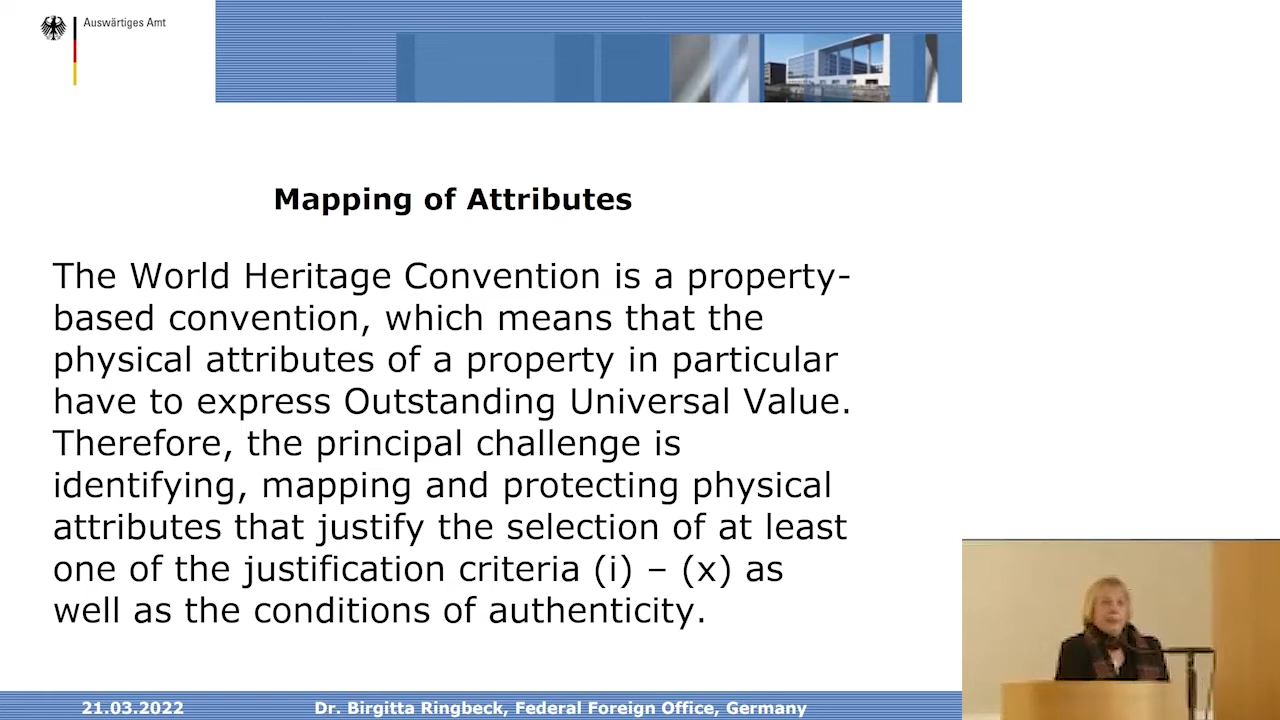 Auswärtiges Amt
Mapping of Attributes
The World Heritage Convention is a property-
based convention, which means that the
physical attributes of a property in particular
have to express Outstanding Universal Value.
Therefore, the principal challenge is
identifying, mapping and protecting physical
attributes that justify the selection of at least
one of the justification criteria (i) – (x) as
well as the conditions of authenticity.
21.03.2022 Dr. Birgitta Ringbeck, Federal Foreign Office, Germany